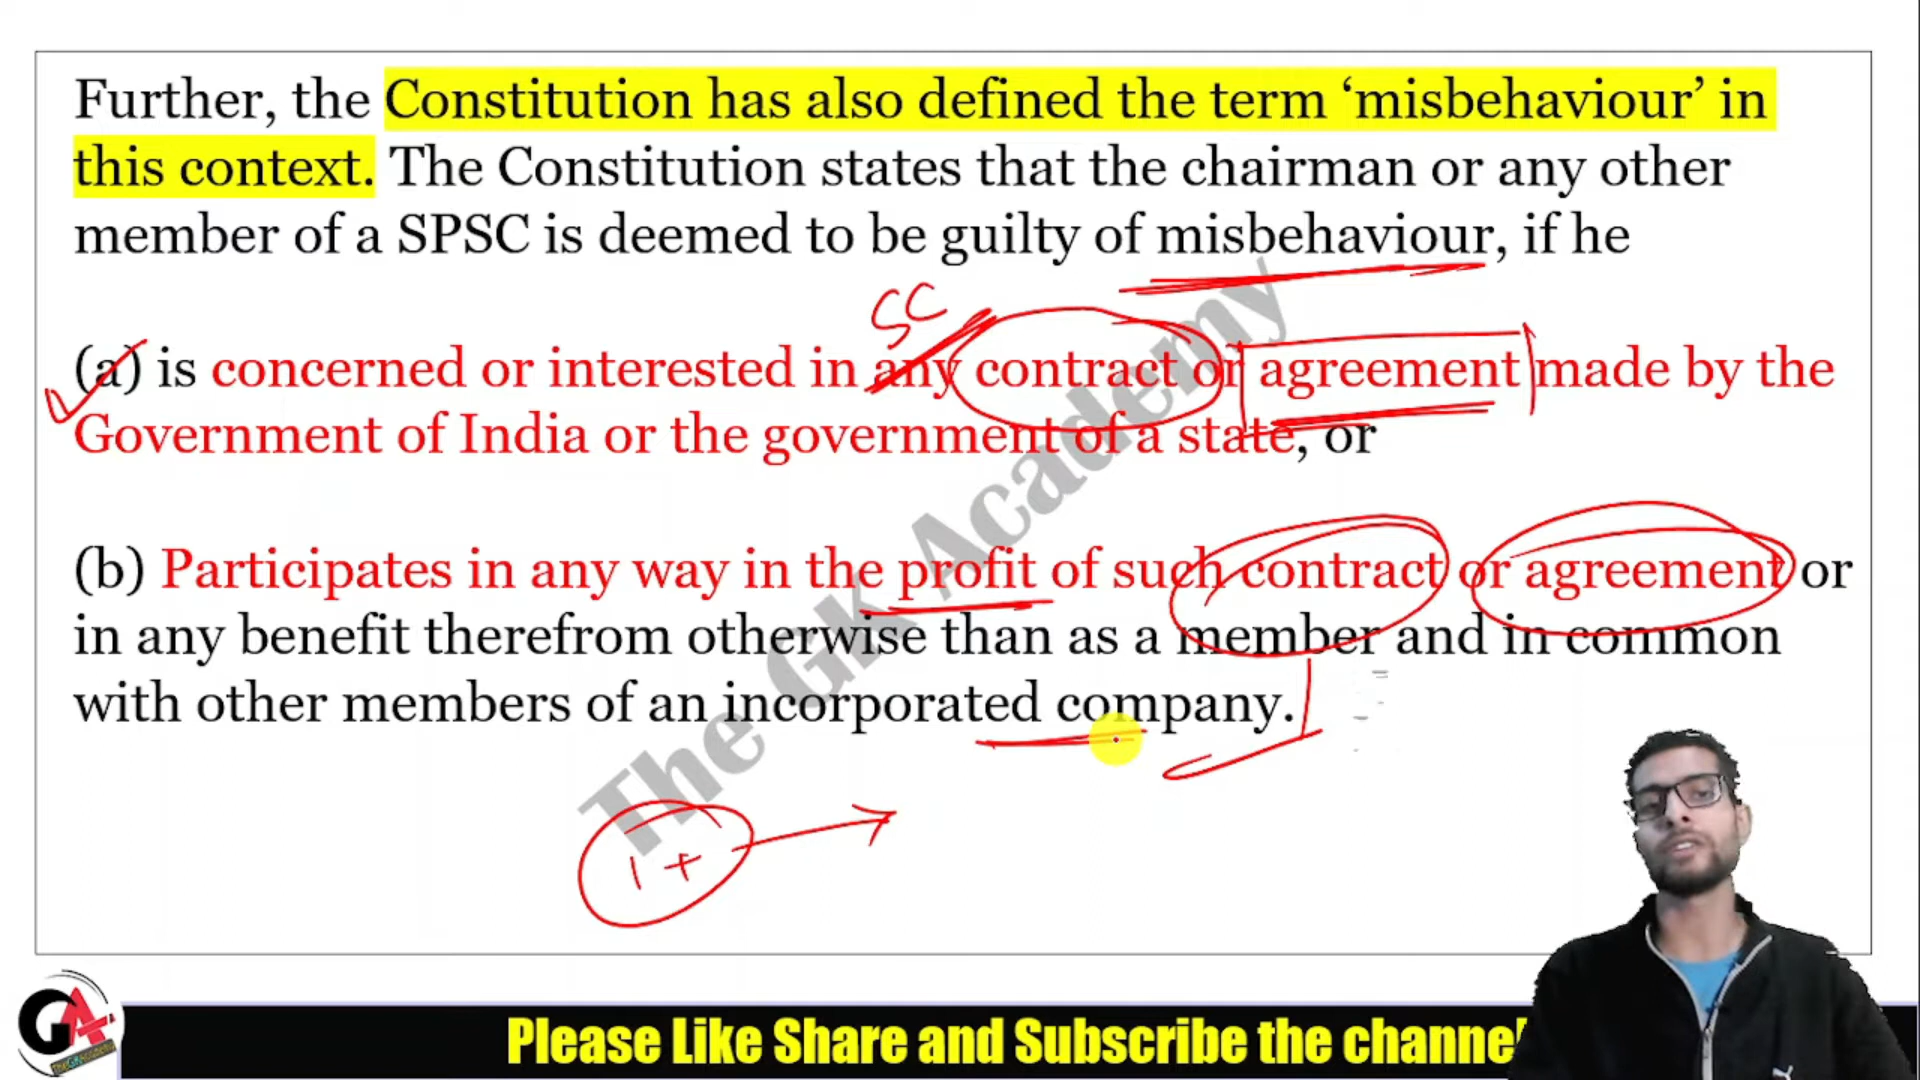 Further, the Constitution has also defined the term ‘misbehaviour’ in
this context. The Constitution states that the chairman or any other
member of a SPSC is deemed to be guilty of misbehaviour, if he
SC
(a) is concerned or interested in any contract or agreement made by the
Government of India or the government of a state, or
(b) Participates in any way in the profit of such contract or agreement or
in any benefit therefrom otherwise than as a member and in common
with other members of an incorporated company.
The GK Academy
1+
GA
Please Like Share and Subscribe the channel